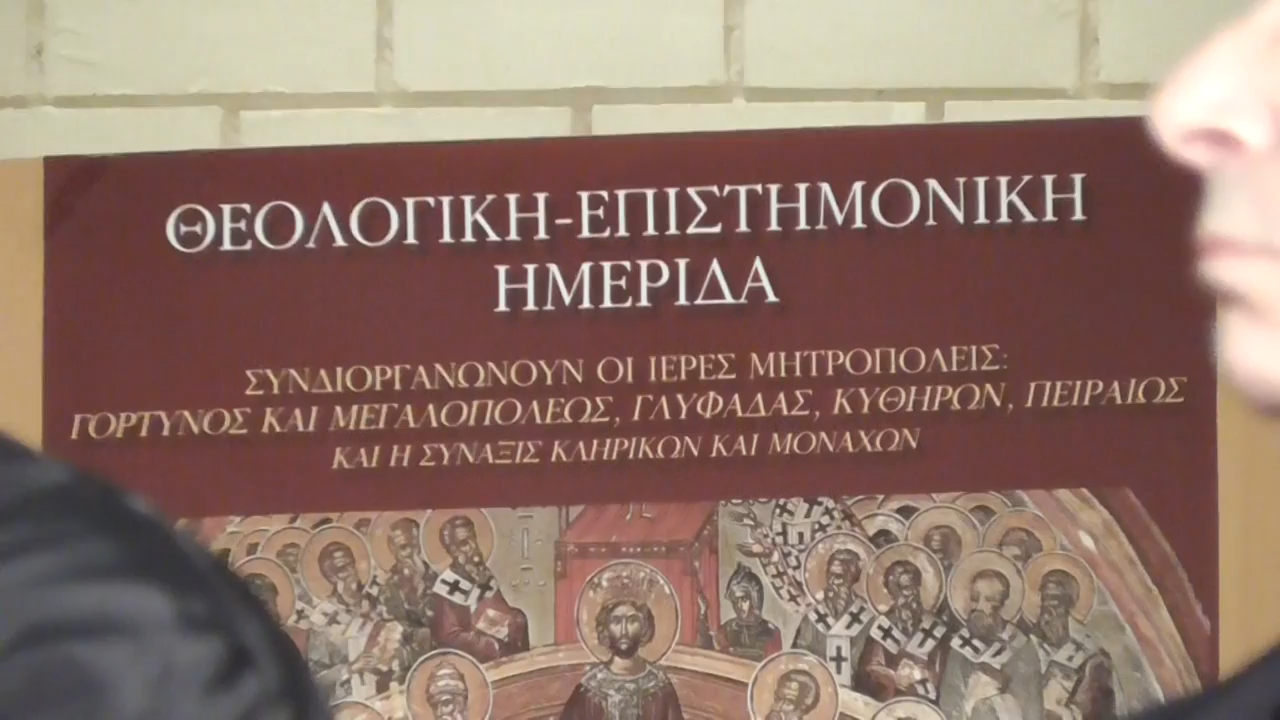 ΘΕΟΛΟΓΙΚΗ-ΕΠΙΣΤΗΜΟΝΙΚΗ
ΗΜΕΡΙΔΑ
ΣΥΝΔΙΟΡΓΑΝΩΝΟΥΝ ΟΙ ΙΕΡΕΣ ΜΗΤΡΟΠΟΛΕΙΣ:
ΓΟΡΤΥΝΟΣ ΚΑΙ ΜΕΓΑΛΟΠΟΛΕΩΣ, ΓΛΥΦΑΔΑΣ, ΚΥΘΗΡΩΝ, ΠΕΙΡΑΙΩΣ
ΚΑΙ Η ΣΥΝΑΞΙΣ ΚΛΗΡΙΚΩΝ ΚΑΙ ΜΟΝΑΧΩΝ